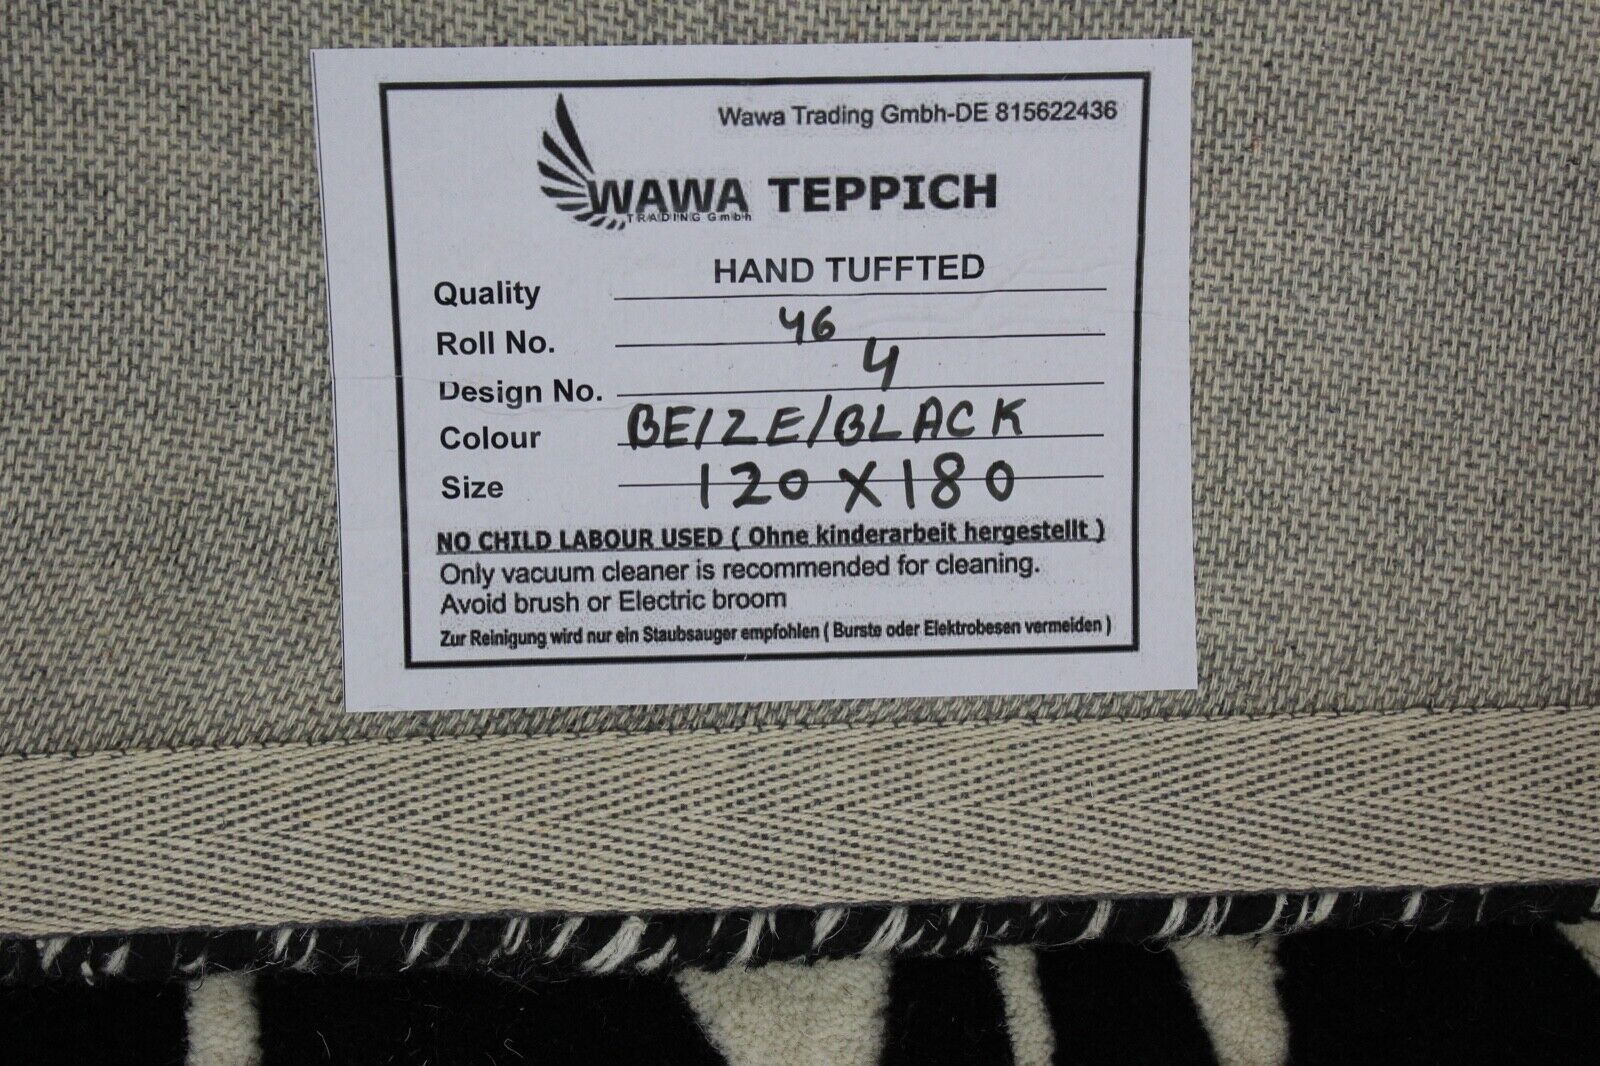 Wawa Trading Gmbh-DE 815622436
WAWA TEPPICH
TRADING Gmbh
Quality HAND TUFFTED
Roll No. 46
Design No. 4
Colour BEIZE/BLACK
Size 120 X 180
NO CHILD LABOUR USED ( Ohne kinderarbeit hergestellt )
Only vacuum cleaner is recommended for cleaning.
Avoid brush or Electric broom
Zur Reinigung wird nur ein Staubsauger empfohlen ( Burste oder Elektrobesen vermeiden )